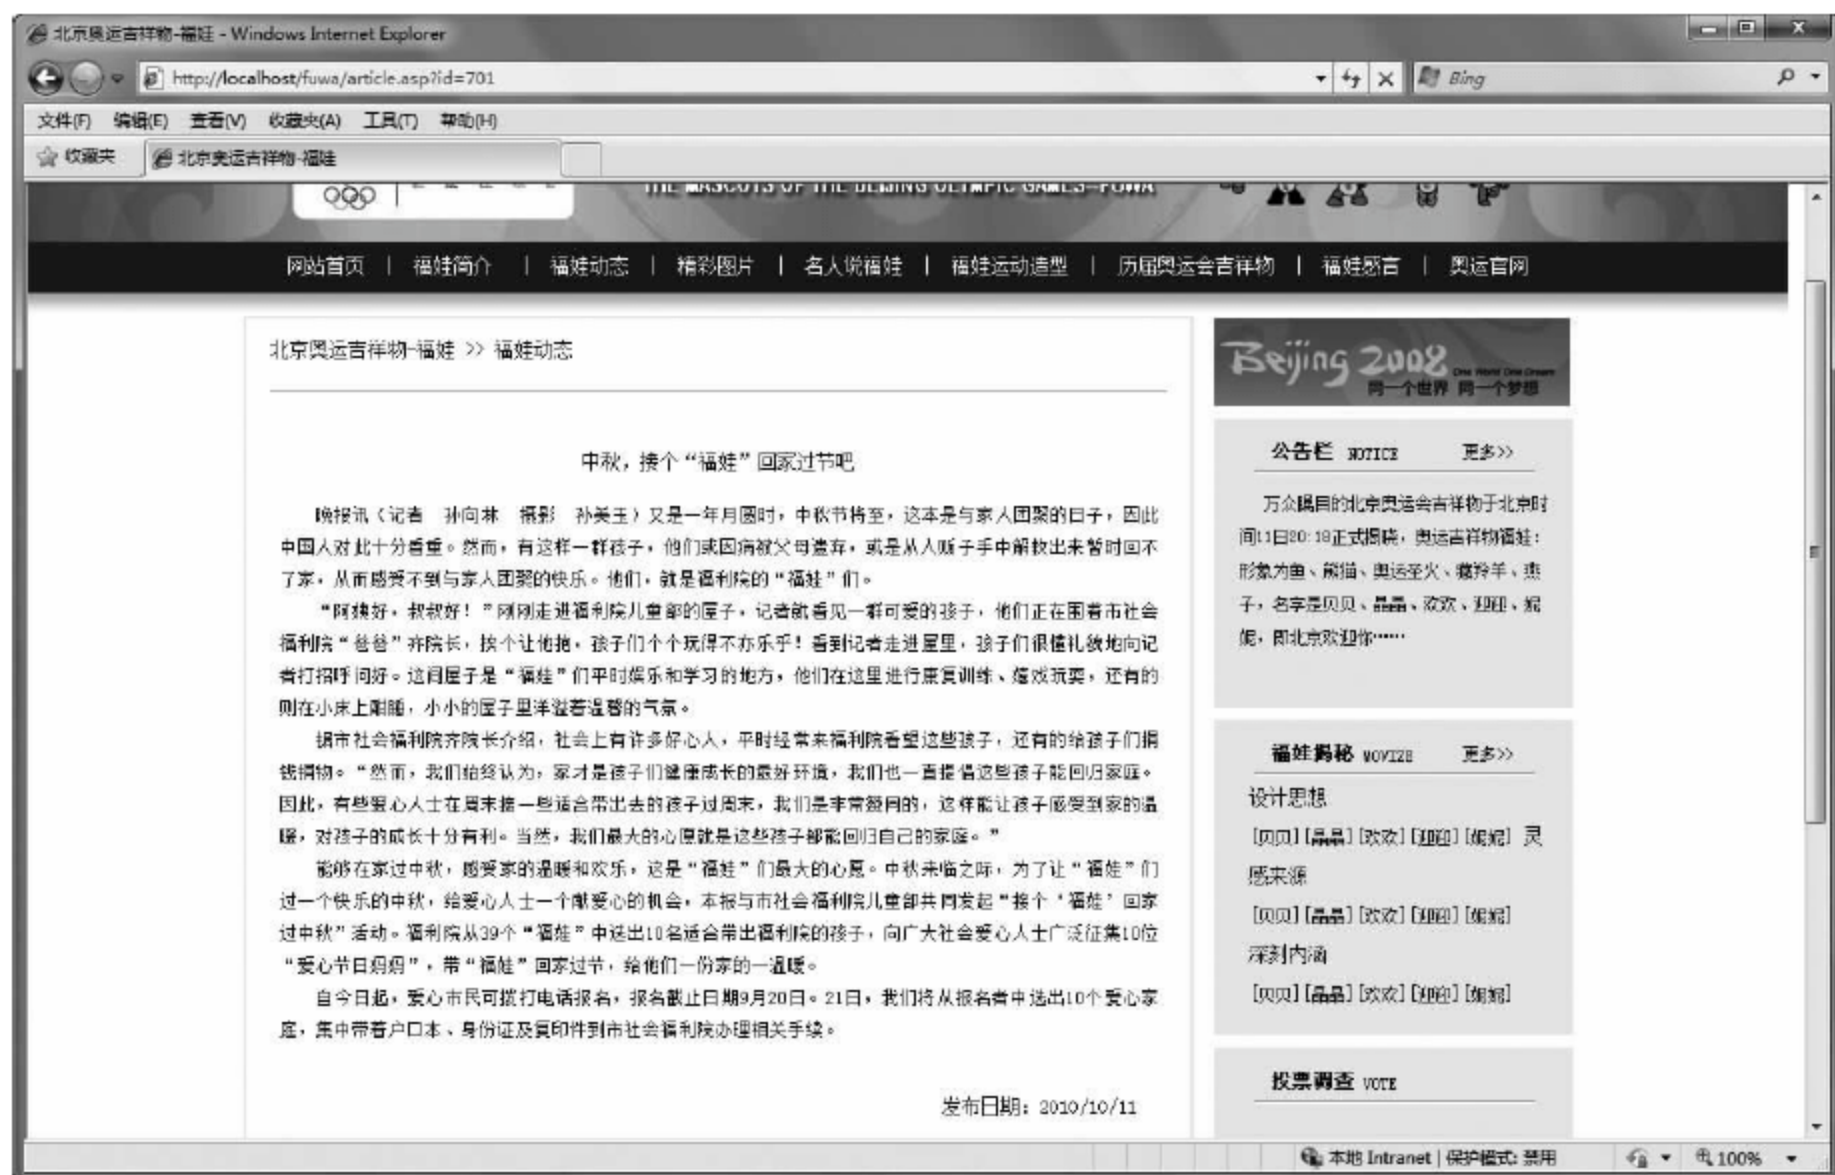 北京奥运吉祥物-福娃 - Windows Internet Explorer
http://localhost/fuwa/article.asp?id=701
Bing
文件(F) 编辑(E) 查看(V) 收藏夹(A) 工具(T) 帮助(H)
收藏夹 北京奥运吉祥物-福娃
THE MASCOTS OF THE BEIJING OLYMPIC GAMES—FUWA
网站首页 | 福娃简介 | 福娃动态 | 精彩图片 | 名人说福娃 | 福娃运动造型 | 历届奥运会吉祥物 | 福娃感言 | 奥运官网
北京奥运吉祥物-福娃 >> 福娃动态
中秋，接个“福娃”回家过节吧
晚报讯（记者 孙向林 摄影 孙美玉）又是一年月圆时，中秋节将至，这本是与家人团聚的日子，因此
中国人对此十分看重。然而，有这样一群孩子，他们或因病被父母遗弃，或是从人贩子手中解救出来暂时回不
了家，从而感受不到与家人团聚的快乐。他们，就是福利院的“福娃”们。
“阿姨好，叔叔好！”刚刚走进福利院儿童部的屋子，记者就看见一群可爱的孩子，他们正在围着市社会
福利院“爸爸”齐院长，挨个让他抱，孩子们个个玩得不亦乐乎！看到记者走进屋里，孩子们很懂礼貌地向记
者打招呼问好。这间屋子是“福娃”们平时娱乐和学习的地方，他们在这里进行康复训练、嬉戏玩耍，还有的
则在小床上酣睡，小小的屋子里洋溢着温馨的气氛。
据市社会福利院齐院长介绍，社会上有许多好心人，平时经常来福利院看望这些孩子，还有的给孩子们捐
钱捐物。“然而，我们始终认为，家才是孩子们健康成长的最好环境，我们也一直提倡这些孩子能回归家庭。
因此，有些爱心人士在周末接一些适合带出去的孩子过周末，我们是非常赞同的，这样能让孩子感受到家的温
暖，对孩子的成长十分有利。当然，我们最大的心愿就是这些孩子都能回归自己的家庭。”
能够在家过中秋，感受家的温暖和欢乐，这是“福娃”们最大的心愿。中秋来临之际，为了让“福娃”们
过一个快乐的中秋，给爱心人士一个献爱心的机会，本报与市社会福利院儿童部共同发起“接个‘福娃’回家
过中秋”活动。福利院从39个“福娃”中选出10名适合带出福利院的孩子，向广大社会爱心人士广泛征集10位
“爱心节日妈妈”，带“福娃”回家过节，给他们一份家的一温暖。
自今日起，爱心市民可拨打电话报名，报名截止日期9月20日。21日，我们将从报名者中选出10个爱心家
庭，集中带着户口本、身份证及复印件到市社会福利院办理相关手续。
发布日期：2010/10/11
Beijing 2008
One World One Dream
同一个世界 同一个梦想
公告栏 NOTICE 更多>>
万众瞩目的北京奥运会吉祥物于北京时
间11日20:18正式揭晓，奥运吉祥物福娃：
形象为鱼、熊猫、奥运圣火、藏羚羊、燕
子，名字是贝贝、晶晶、欢欢、迎迎、妮
妮，即北京欢迎你……
福娃揭秘 MOVIZE 更多>>
设计思想
[贝贝][晶晶][欢欢][迎迎][妮妮] 灵
感来源
[贝贝][晶晶][欢欢][迎迎][妮妮]
深刻内涵
[贝贝][晶晶][欢欢][迎迎][妮妮]
投票调查 VOTE
本地 Intranet | 保护模式: 禁用
100%